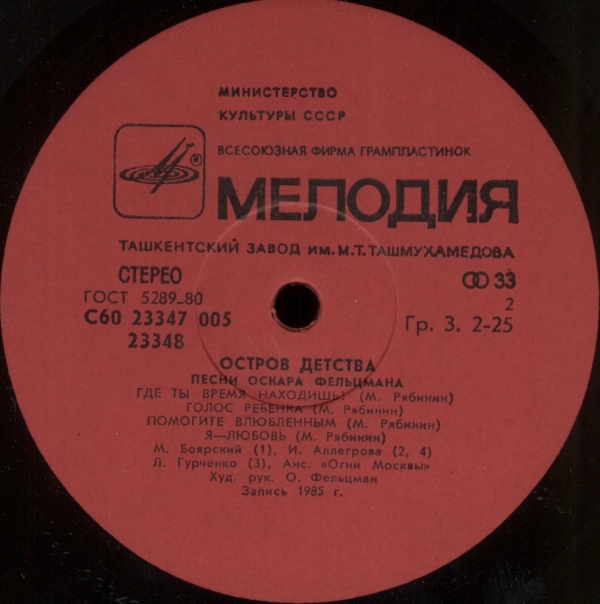 МИНИСТЕРСТВО
КУЛЬТУРЫ СССР
ВСЕСОЮЗНАЯ ФИРМА ГРАМПЛАСТИНОК
®
МЕЛОДИЯ
ТАШКЕНТСКИЙ ЗАВОД ИМ. М.Т. ТАШМУХАМЕДОВА
СТЕРЕО 33
ГОСТ 5289-80 2
С60 23347 005 Гр. 3. 2-25
23348
ОСТРОВ ДЕТСТВА
ПЕСНИ ОСКАРА ФЕЛЬЦМАНА
ГДЕ ТЫ ВРЕМЯ НАХОДИШЬ? (М. Рябинин)
ГОЛОС РЕБЕНКА (М. Рябинин)
ПОМОГИТЕ ВЛЮБЛЕННЫМ (М. Рябинин)
Я—ЛЮБОВЬ (М. Рябинин)
М. Боярский (1), И. Аллегрова (2, 4)
Л. Гурченко (3), Анс. «Огни Москвы»
Худ. рук. О. Фельцман
Запись 1985 г.